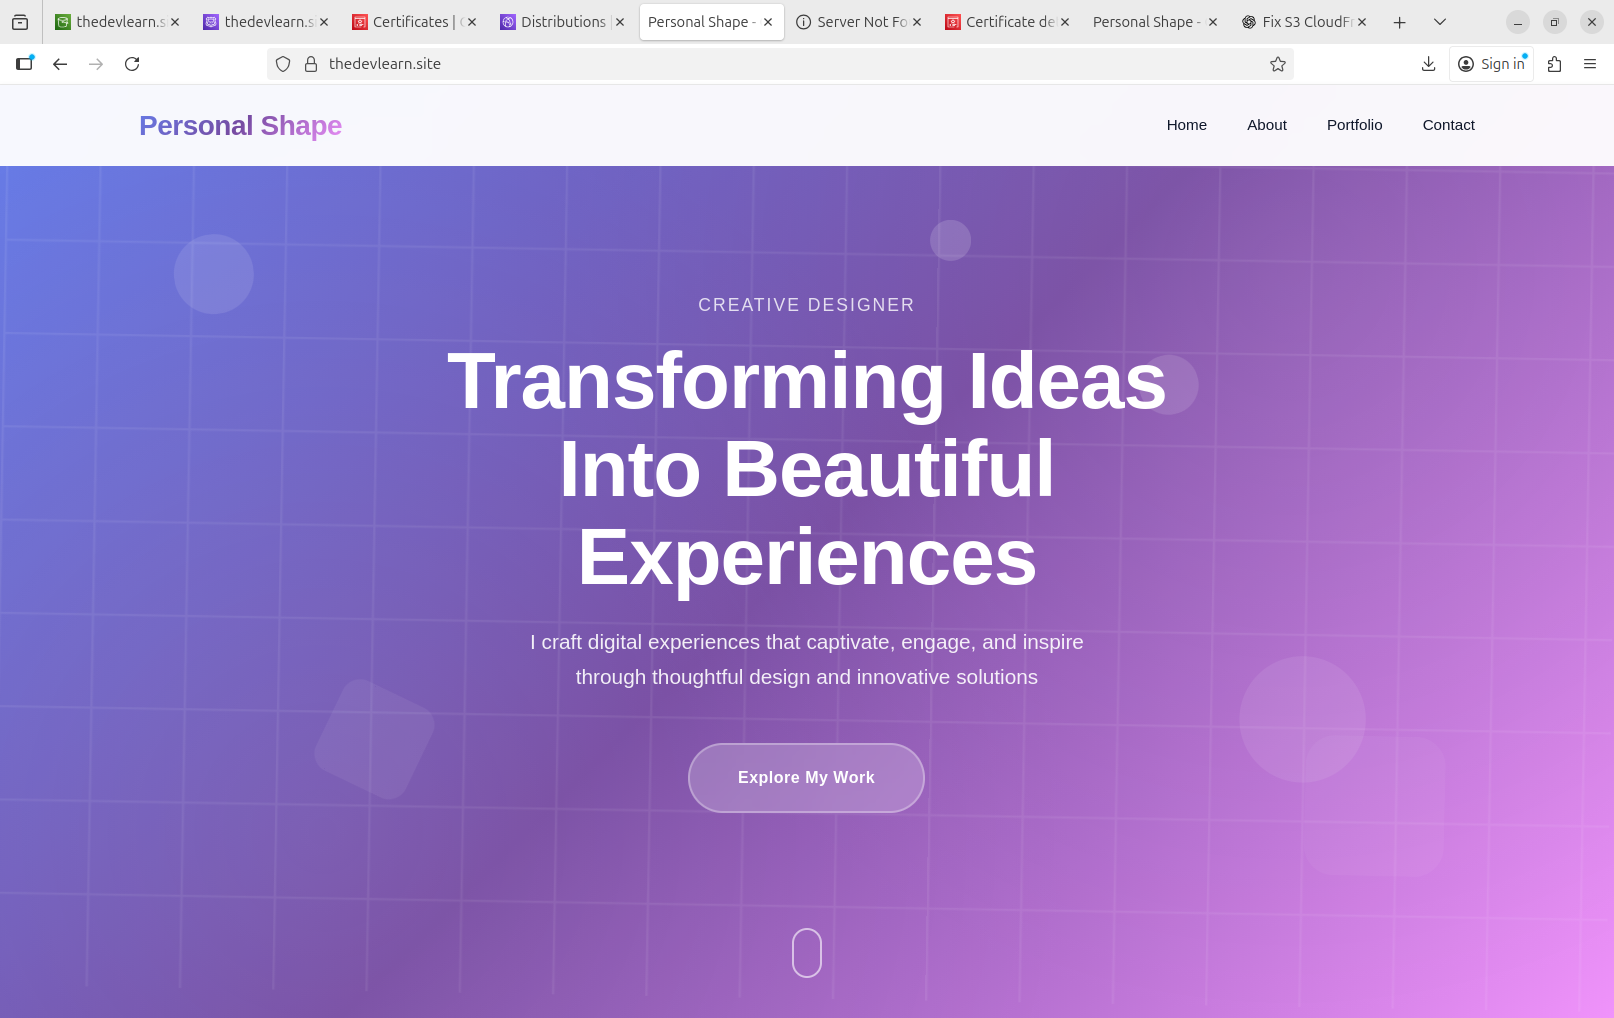 thedevlearn.s
thedevlearn.s
Certificates |
Distributions
Personal Shape -
Server Not Fo
Certificate de
Personal Shape -
Fix S3 CloudFr
thedevlearn.site
Sign in
Personal Shape
Home
About
Portfolio
Contact
CREATIVE DESIGNER
Transforming Ideas
Into Beautiful
Experiences
I craft digital experiences that captivate, engage, and inspire
through thoughtful design and innovative solutions
Explore My Work